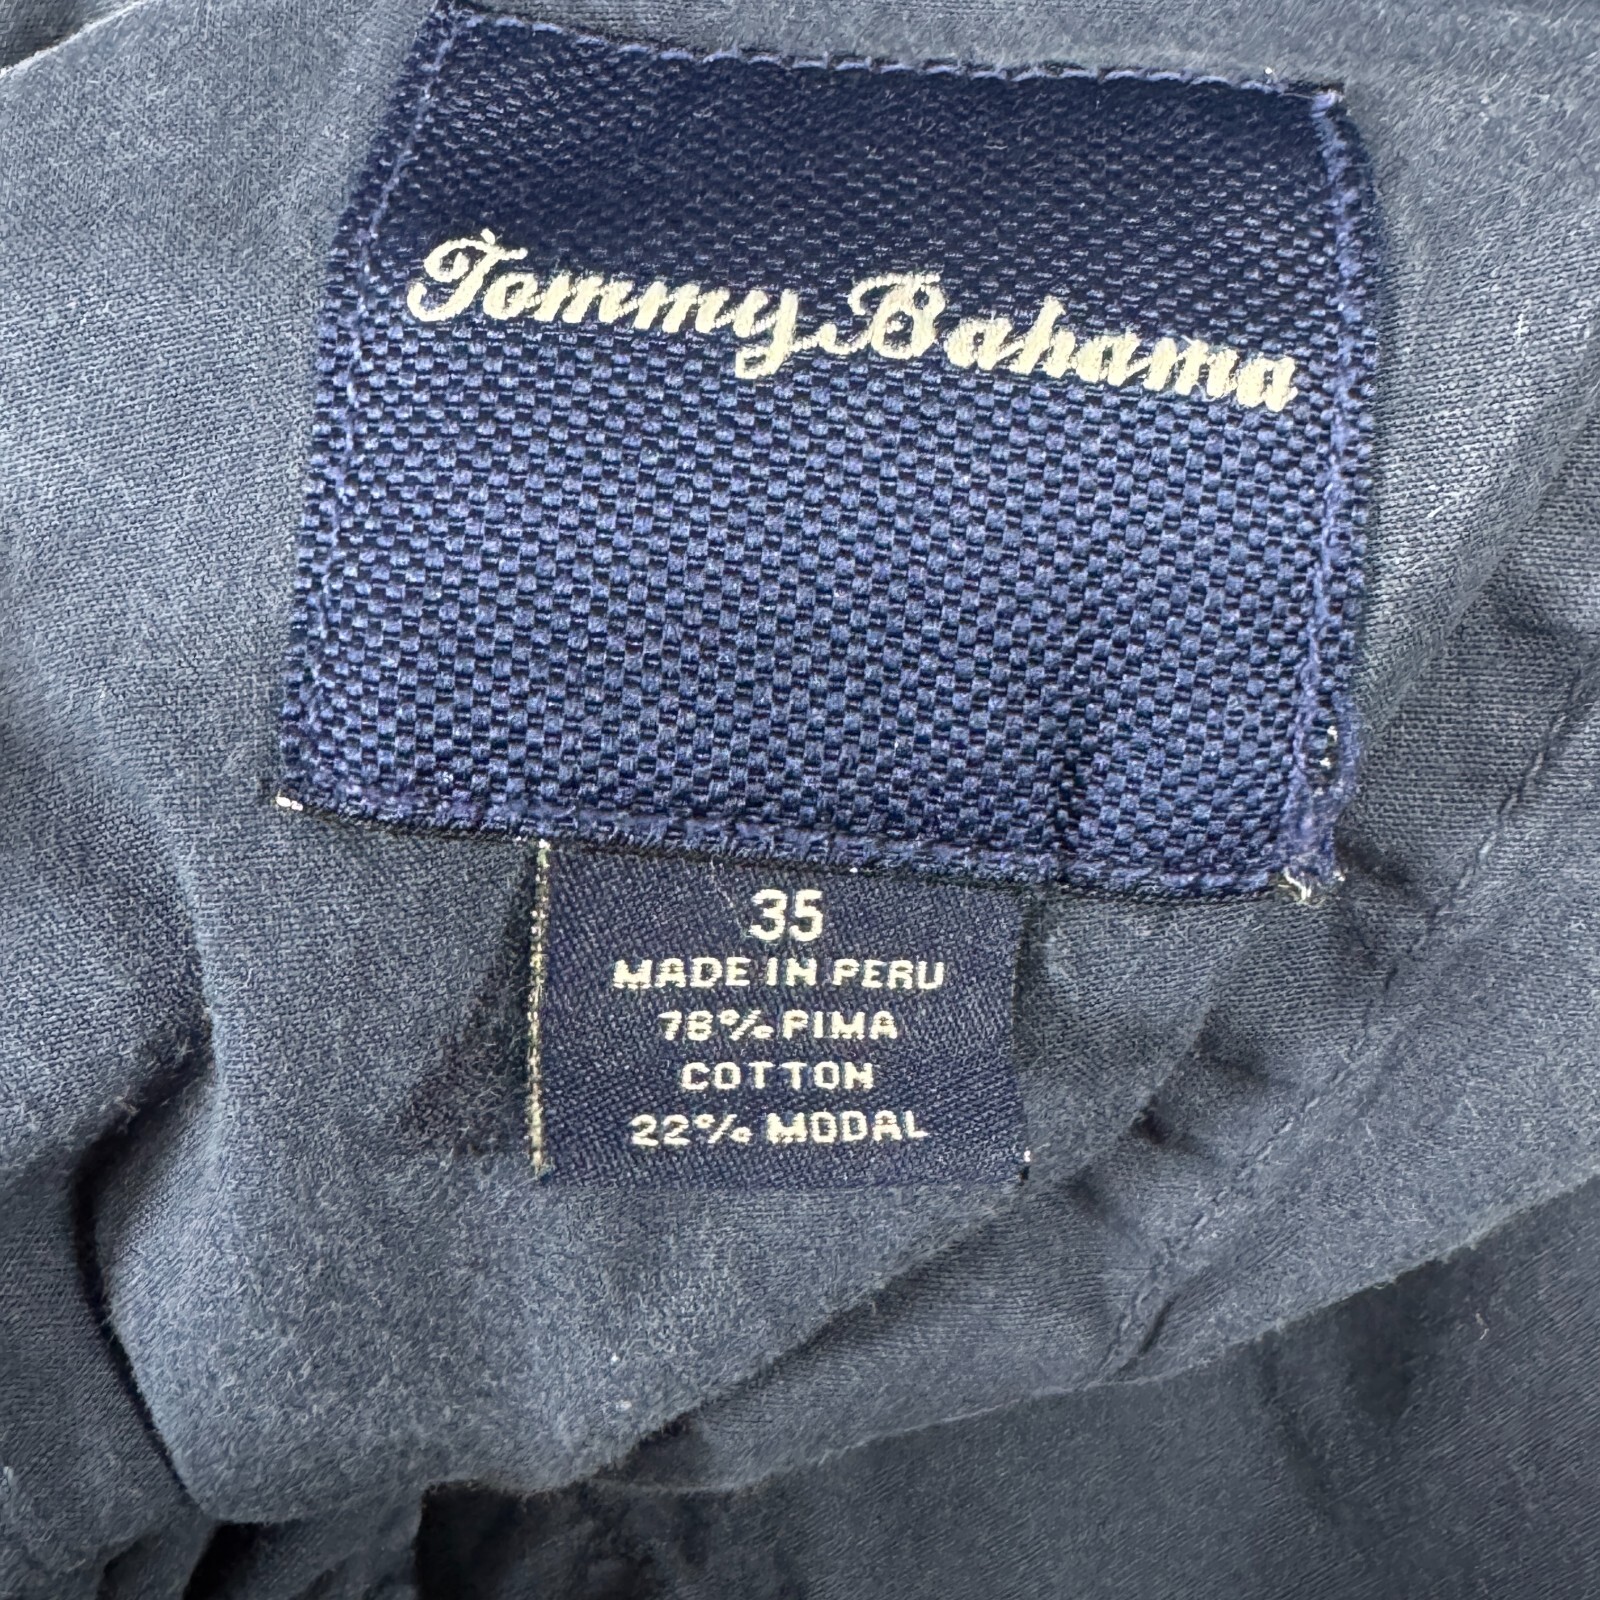 Tommy Bahama
35
MADE IN PERU
78% PIMA
COTTON
22% MODAL